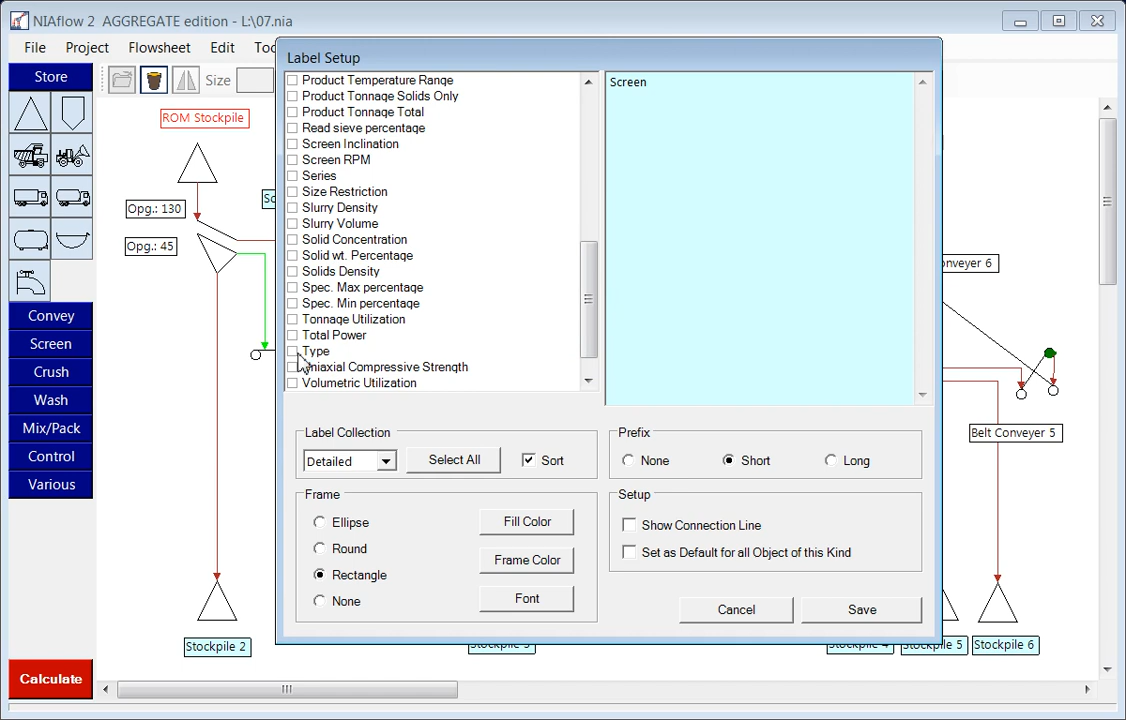 NIAflow 2 AGGREGATE edition - L:\07.nia
File Project Flowsheet Edit
Label Setup
Store
Size
Product Temperature Range
Product Tonnage Solids Only
Product Tonnage Total
Read sieve percentage
Screen Inclination
Screen RPM
Series
Size Restriction
Slurry Density
Slurry Volume
Solid Concentration
Solid wt. Percentage
Solids Density
Spec. Max percentage
Spec. Min percentage
Tonnage Utilization
Total Power
Type
Uniaxial Compressive Strength
Volumetric Utilization
Screen
ROM Stockpile
Opg.: 130
Opg.: 45
Convey
Screen
Crush
Wash
Mix/Pack
Control
Various
Calculate
Label Collection
Detailed
Select All
Sort
Prefix
None
Short
Long
Frame
Ellipse
Round
Rectangle
None
Fill Color
Frame Color
Font
Setup
Show Connection Line
Set as Default for all Object of this Kind
Cancel
Save
Belt Conveyer 5
Stockpile 2
Stockpile 5
Stockpile 6